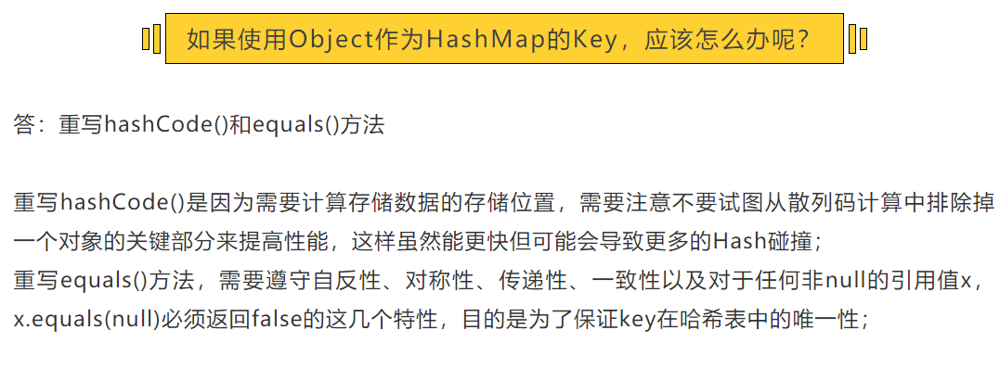 如果使用Object作为HashMap的Key，应该怎么办呢？
答：重写hashCode()和equals()方法
重写hashCode()是因为需要计算存储数据的存储位置，需要注意不要试图从散列码计算中排除掉
一个对象的关键部分来提高性能，这样虽然能更快但可能会导致更多的Hash碰撞；
重写equals()方法，需要遵守自反性、对称性、传递性、一致性以及对于任何非null的引用值x，
x.equals(null)必须返回false的这几个特性，目的是为了保证key在哈希表中的唯一性；